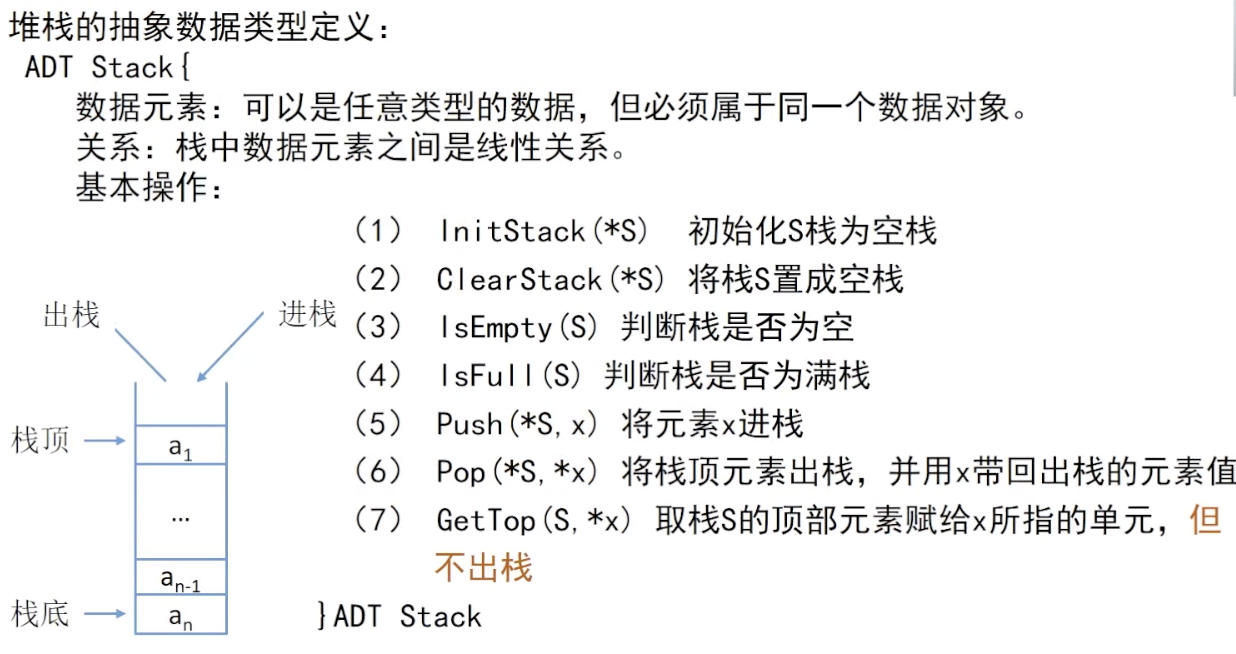 堆栈的抽象数据类型定义：
ADT Stack{
数据元素：可以是任意类型的数据，但必须属于同一个数据对象。
关系：栈中数据元素之间是线性关系。
基本操作：
（1） InitStack(*S) 初始化S栈为空栈
（2） ClearStack(*S) 将栈S置成空栈
（3） IsEmpty(S) 判断栈是否为空
（4） IsFull(S) 判断栈是否为满栈
（5） Push(*S,x) 将元素x进栈
（6） Pop(*S,*x) 将栈顶元素出栈，并用x带回出栈的元素值
（7） GetTop(S,*x) 取栈S的顶部元素赋给x所指的单元，但
不出栈
}ADT Stack
出栈
进栈
栈顶
a1
...
an-1
栈底
an